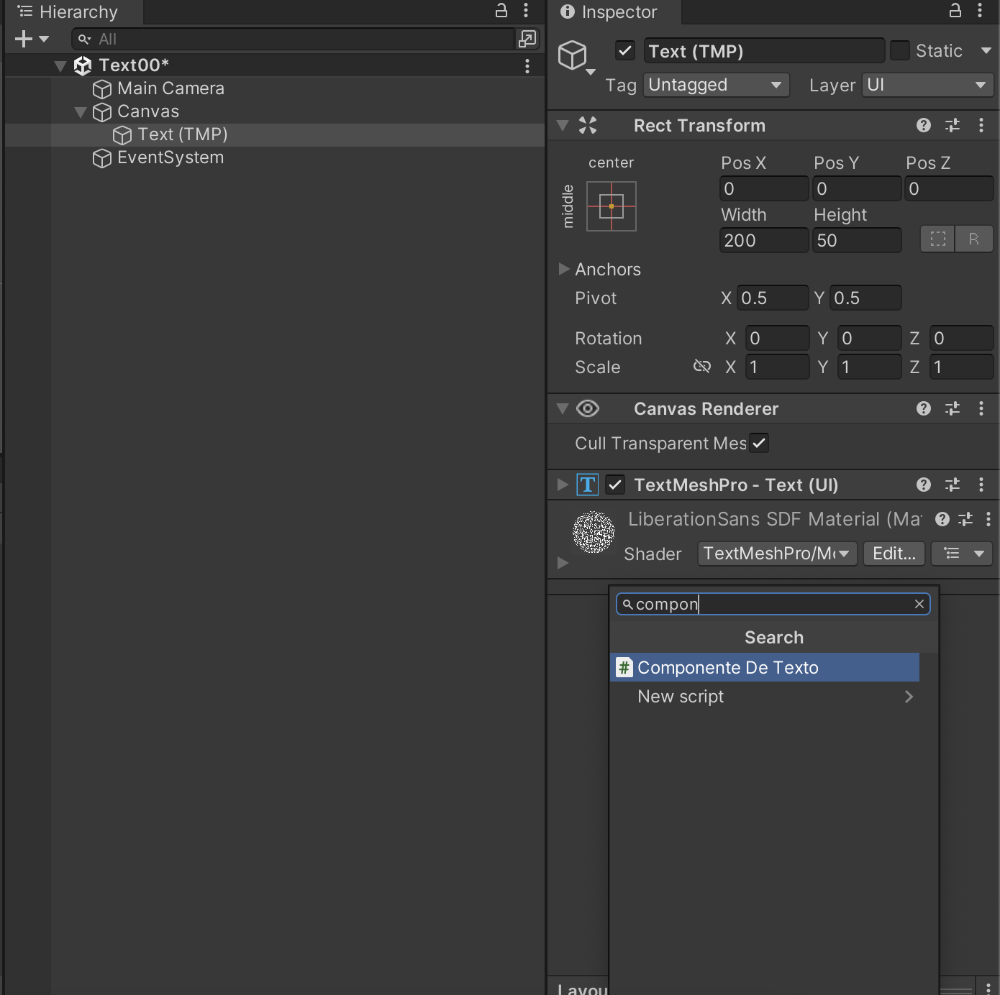 Hierarchy
All
Text00*
Main Camera
Canvas
Text (TMP)
EventSystem
Inspector
Text (TMP)
Static
Tag Untagged Layer UI
Rect Transform
center
middle
Pos X Pos Y Pos Z
0 0 0
Width Height
200 50
R
Anchors
Pivot X 0.5 Y 0.5
Rotation X 0 Y 0 Z 0
Scale X 1 Y 1 Z 1
Canvas Renderer
Cull Transparent Mes
TextMeshPro - Text (UI)
LiberationSans SDF Material (Mat
Shader TextMeshPro/Mo Edit...
compon
Search
# Componente De Texto
New script
Layou